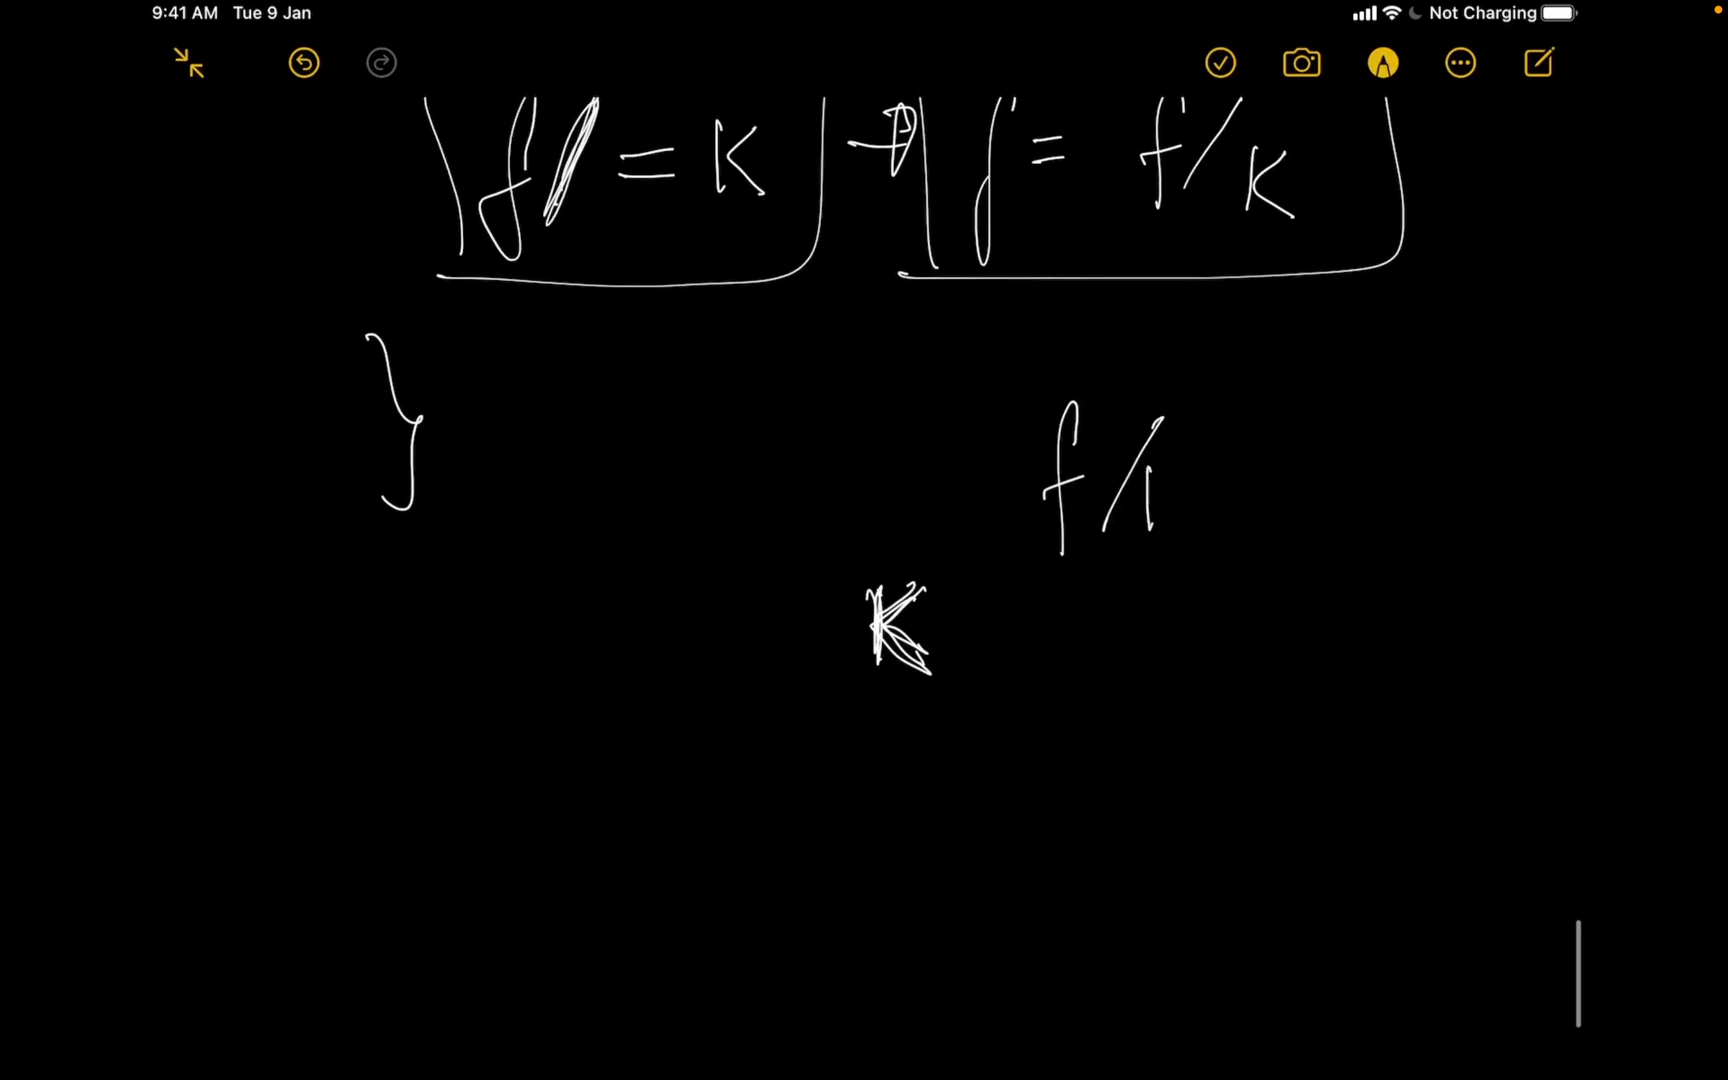 9:41 AM Tue 9 Jan Not Charging
= K = f/K
}
f/
K